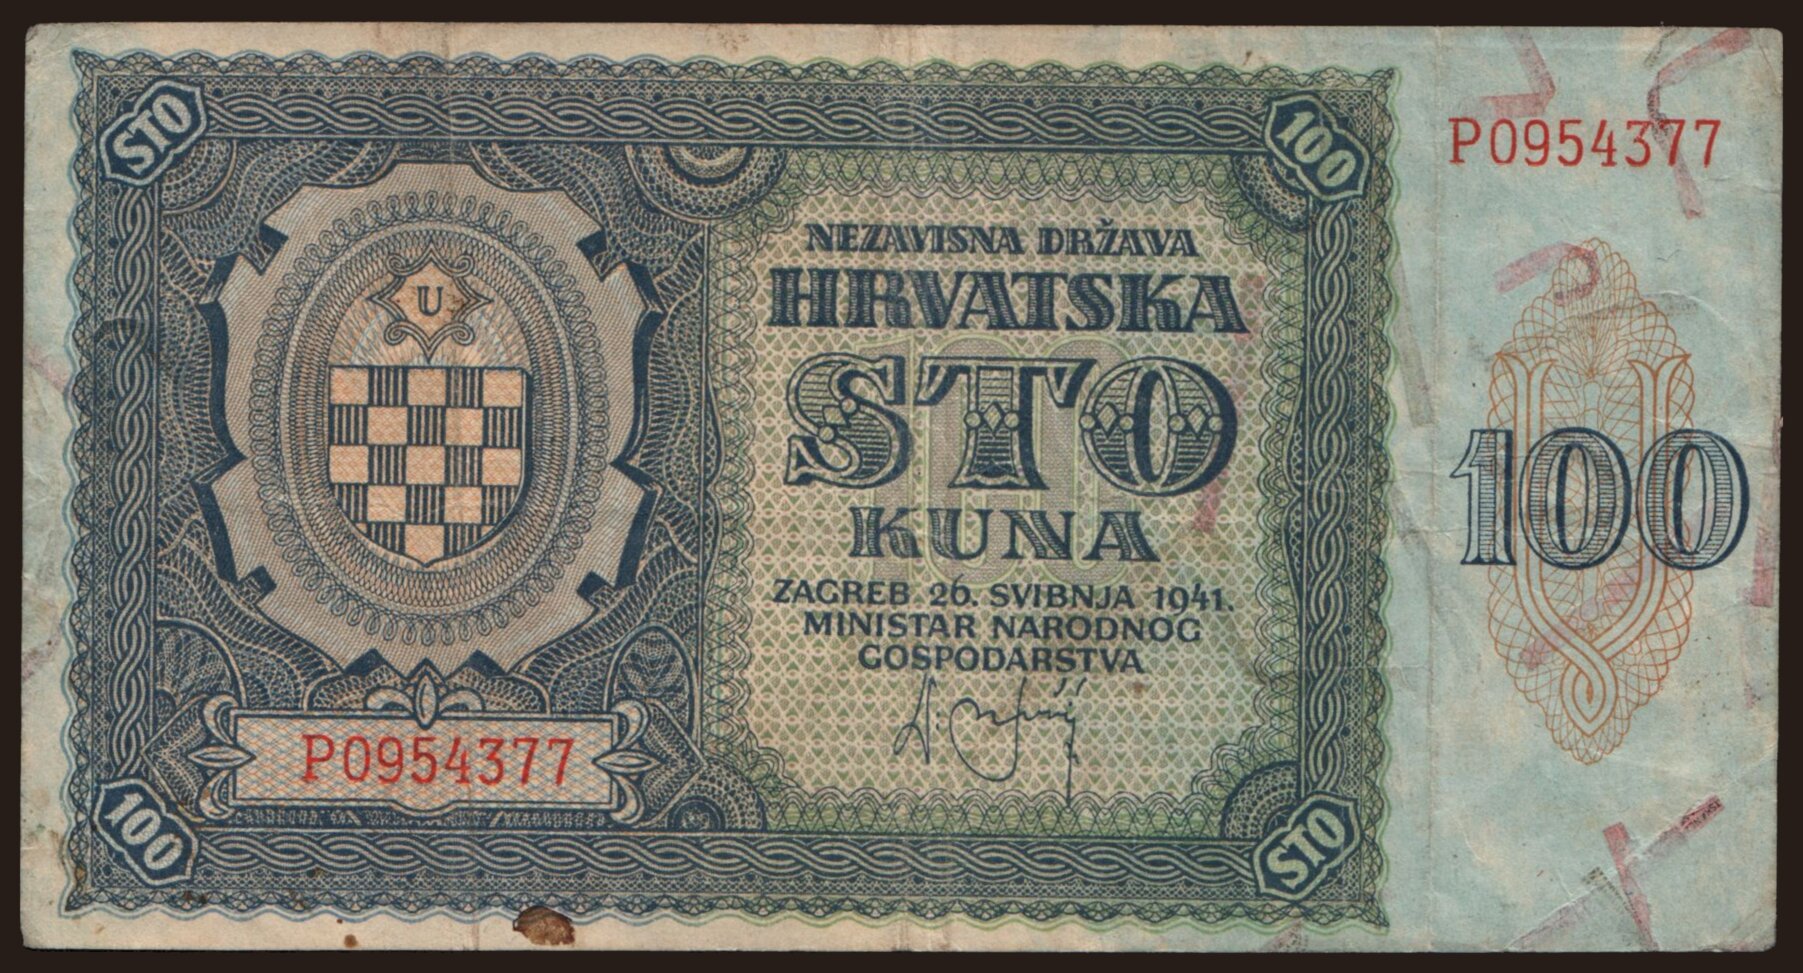 STO
100
P0954377
U
NEZAVISNA DRŽAVA
HRVATSKA
STO
KUNA
ZAGREB 26. SVIBNJA 1941.
MINISTAR NARODNOG
GOSPODARSTVA
100
P0954377
100
STO